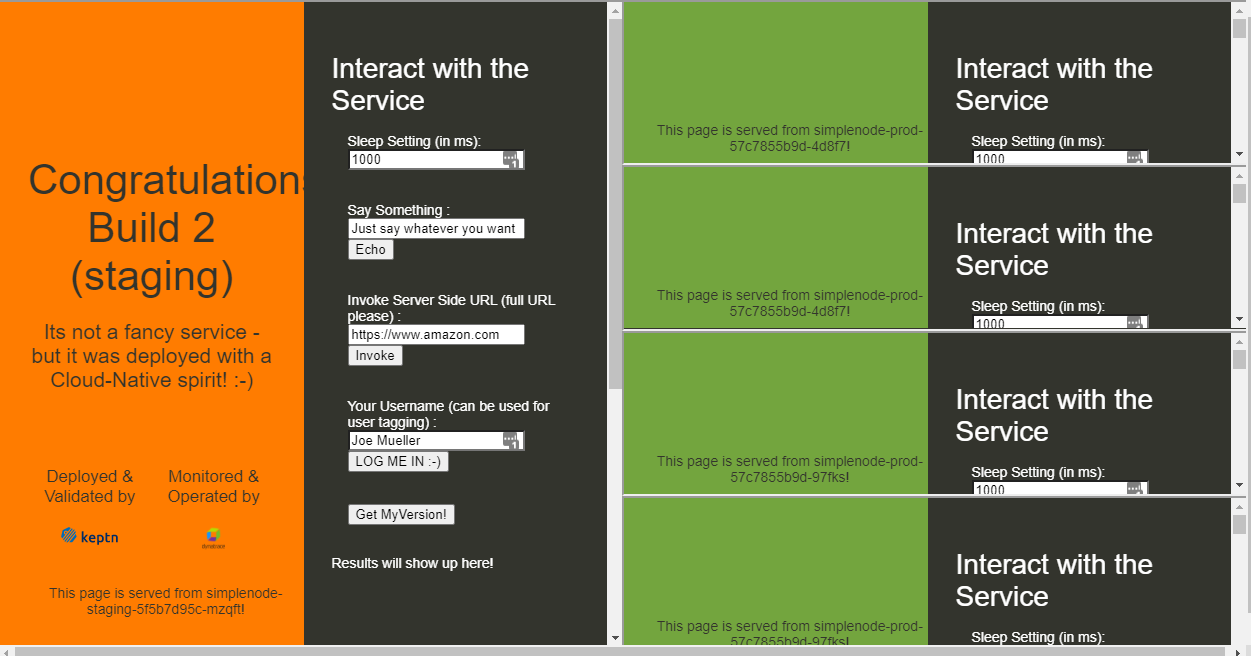 Congratulations
Build 2
(staging)
Its not a fancy service -
but it was deployed with a
Cloud-Native spirit! :-)
Deployed &
Validated by
Monitored &
Operated by
keptn
dynatrace
This page is served from simplenode-
staging-5f5b7d95c-mzqft!
Interact with the
Service
Sleep Setting (in ms):
1000
Say Something :
Just say whatever you want
Echo
Invoke Server Side URL (full URL
please) :
https://www.amazon.com
Invoke
Your Username (can be used for
user tagging) :
Joe Mueller
LOG ME IN :-)
Get MyVersion!
Results will show up here!
This page is served from simplenode-prod-
57c7855b9d-4d8f7!
Interact with the
Service
Sleep Setting (in ms):
1000
This page is served from simplenode-prod-
57c7855b9d-4d8f7!
Interact with the
Service
Sleep Setting (in ms):
1000
This page is served from simplenode-prod-
57c7855b9d-97fks!
Interact with the
Service
Sleep Setting (in ms):
1000
This page is served from simplenode-prod-
57c7855b9d-97fks!
Interact with the
Service
Sleep Setting (in ms):